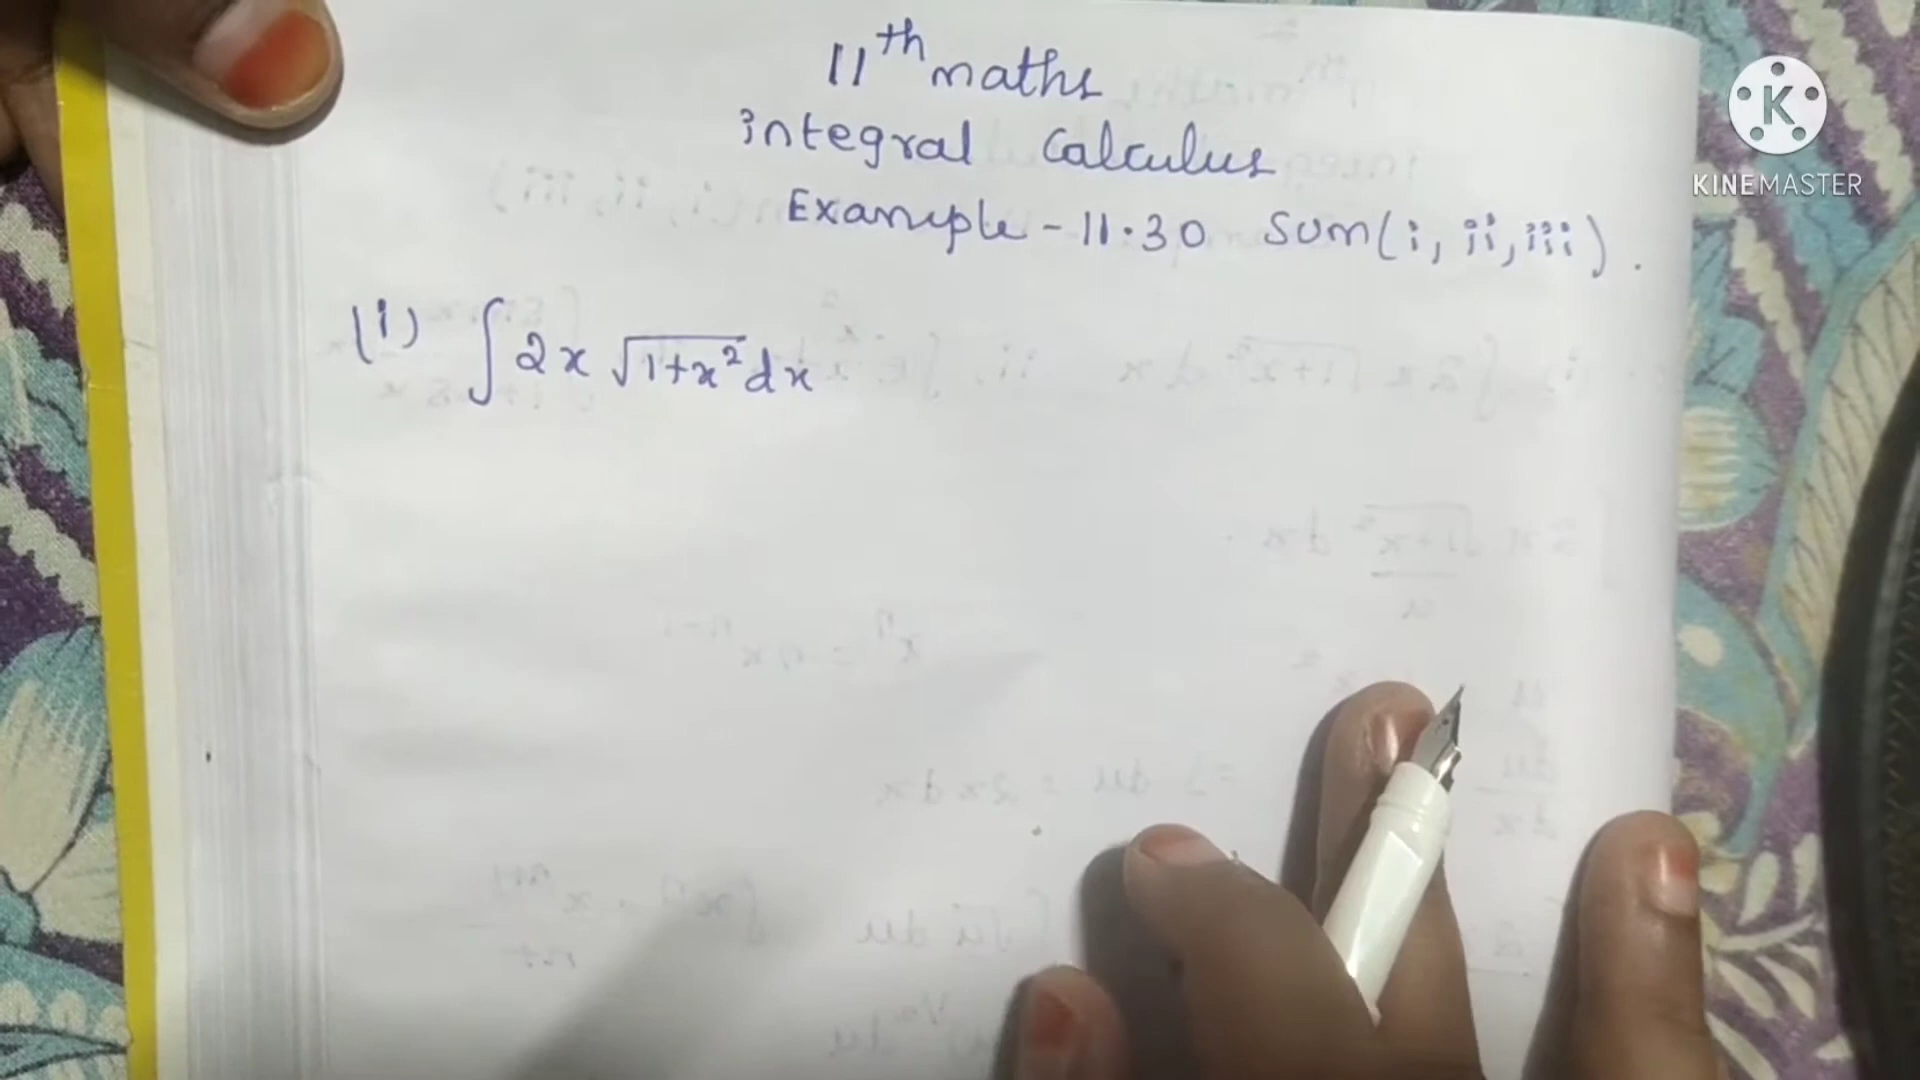 11th maths
integral calculus
Example - 11.30 Sum (i, ii, iii).
(i) ∫ 2x √1+x² dx
K
KINEMASTER